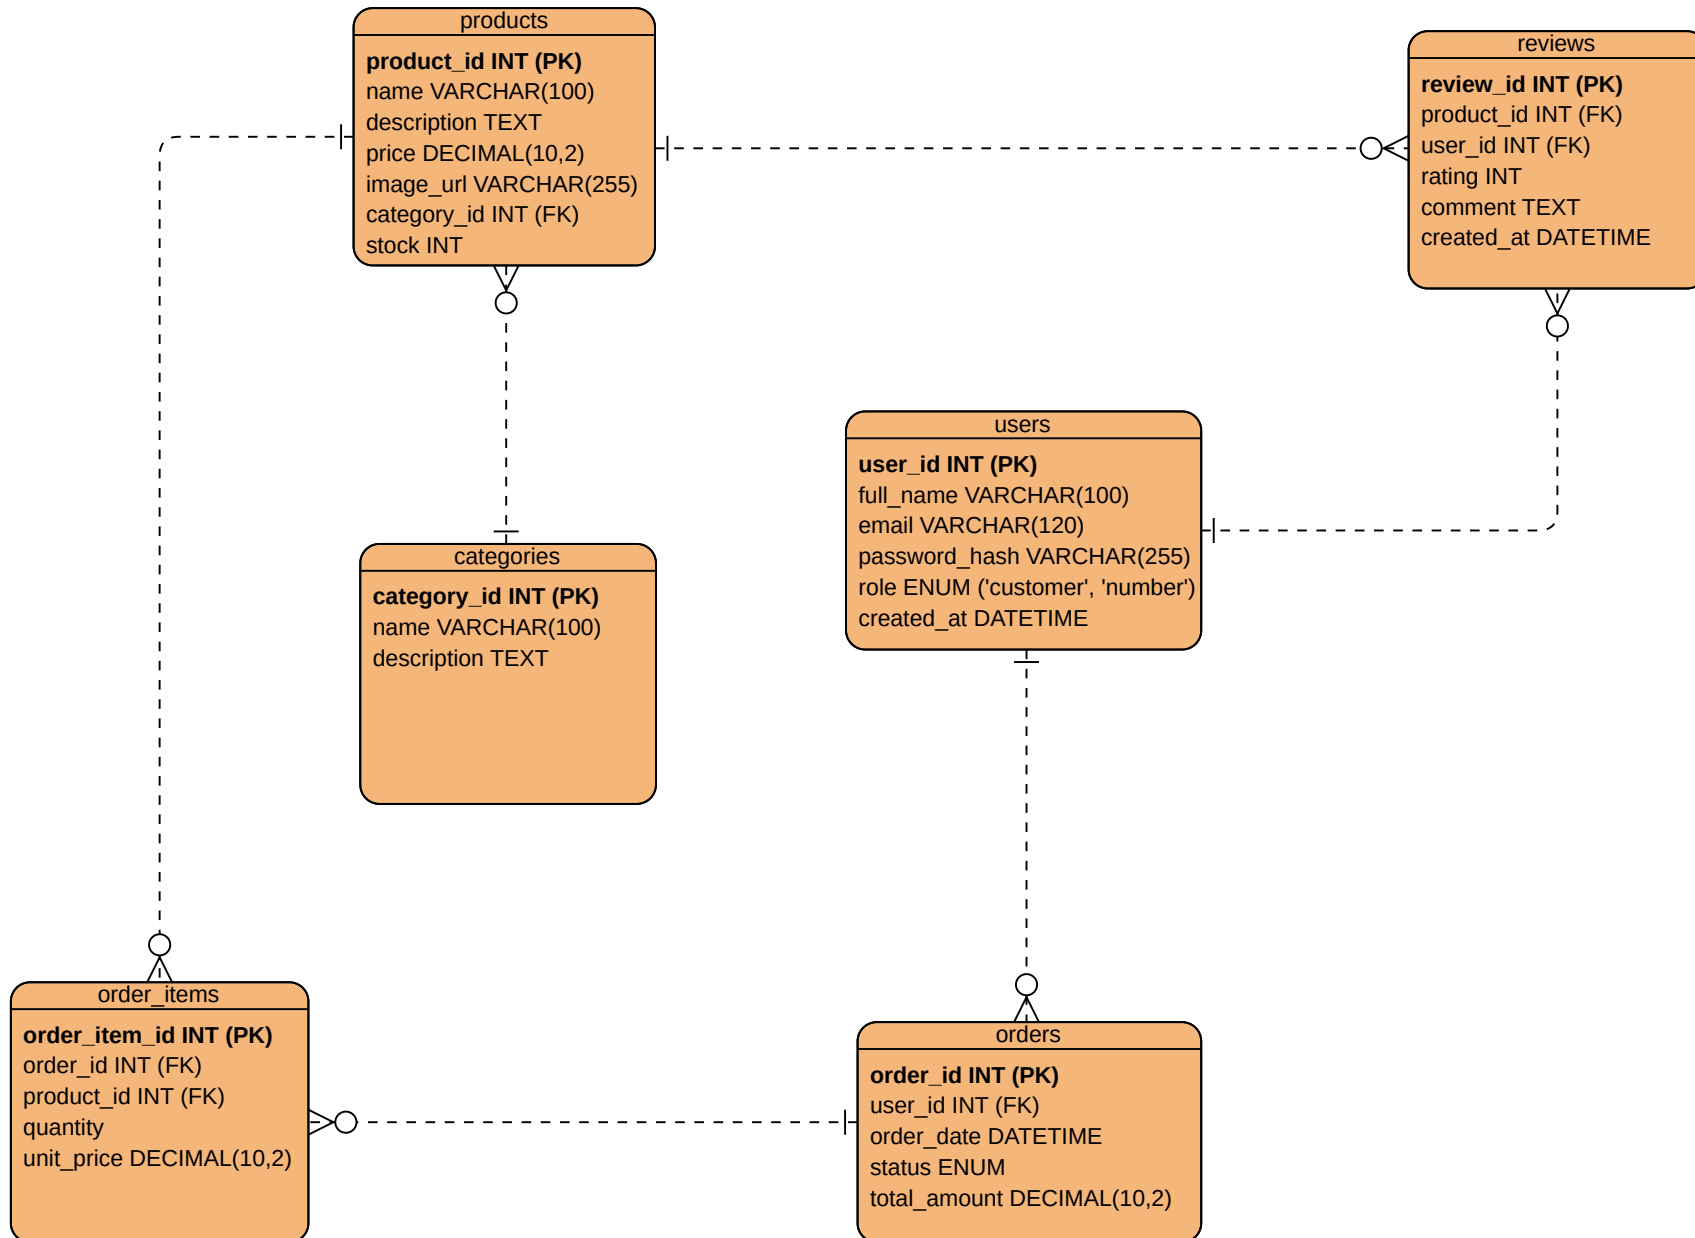 products
product_id INT (PK)
name VARCHAR(100)
description TEXT
price DECIMAL(10,2)
image_url VARCHAR(255)
category_id INT (FK)
stock INT
reviews
review_id INT (PK)
product_id INT (FK)
user_id INT (FK)
rating INT
comment TEXT
created_at DATETIME
users
user_id INT (PK)
full_name VARCHAR(100)
email VARCHAR(120)
password_hash VARCHAR(255)
role ENUM ('customer', 'number')
created_at DATETIME
categories
category_id INT (PK)
name VARCHAR(100)
description TEXT
order_items
order_item_id INT (PK)
order_id INT (FK)
product_id INT (FK)
quantity
unit_price DECIMAL(10,2)
orders
order_id INT (PK)
user_id INT (FK)
order_date DATETIME
status ENUM
total_amount DECIMAL(10,2)